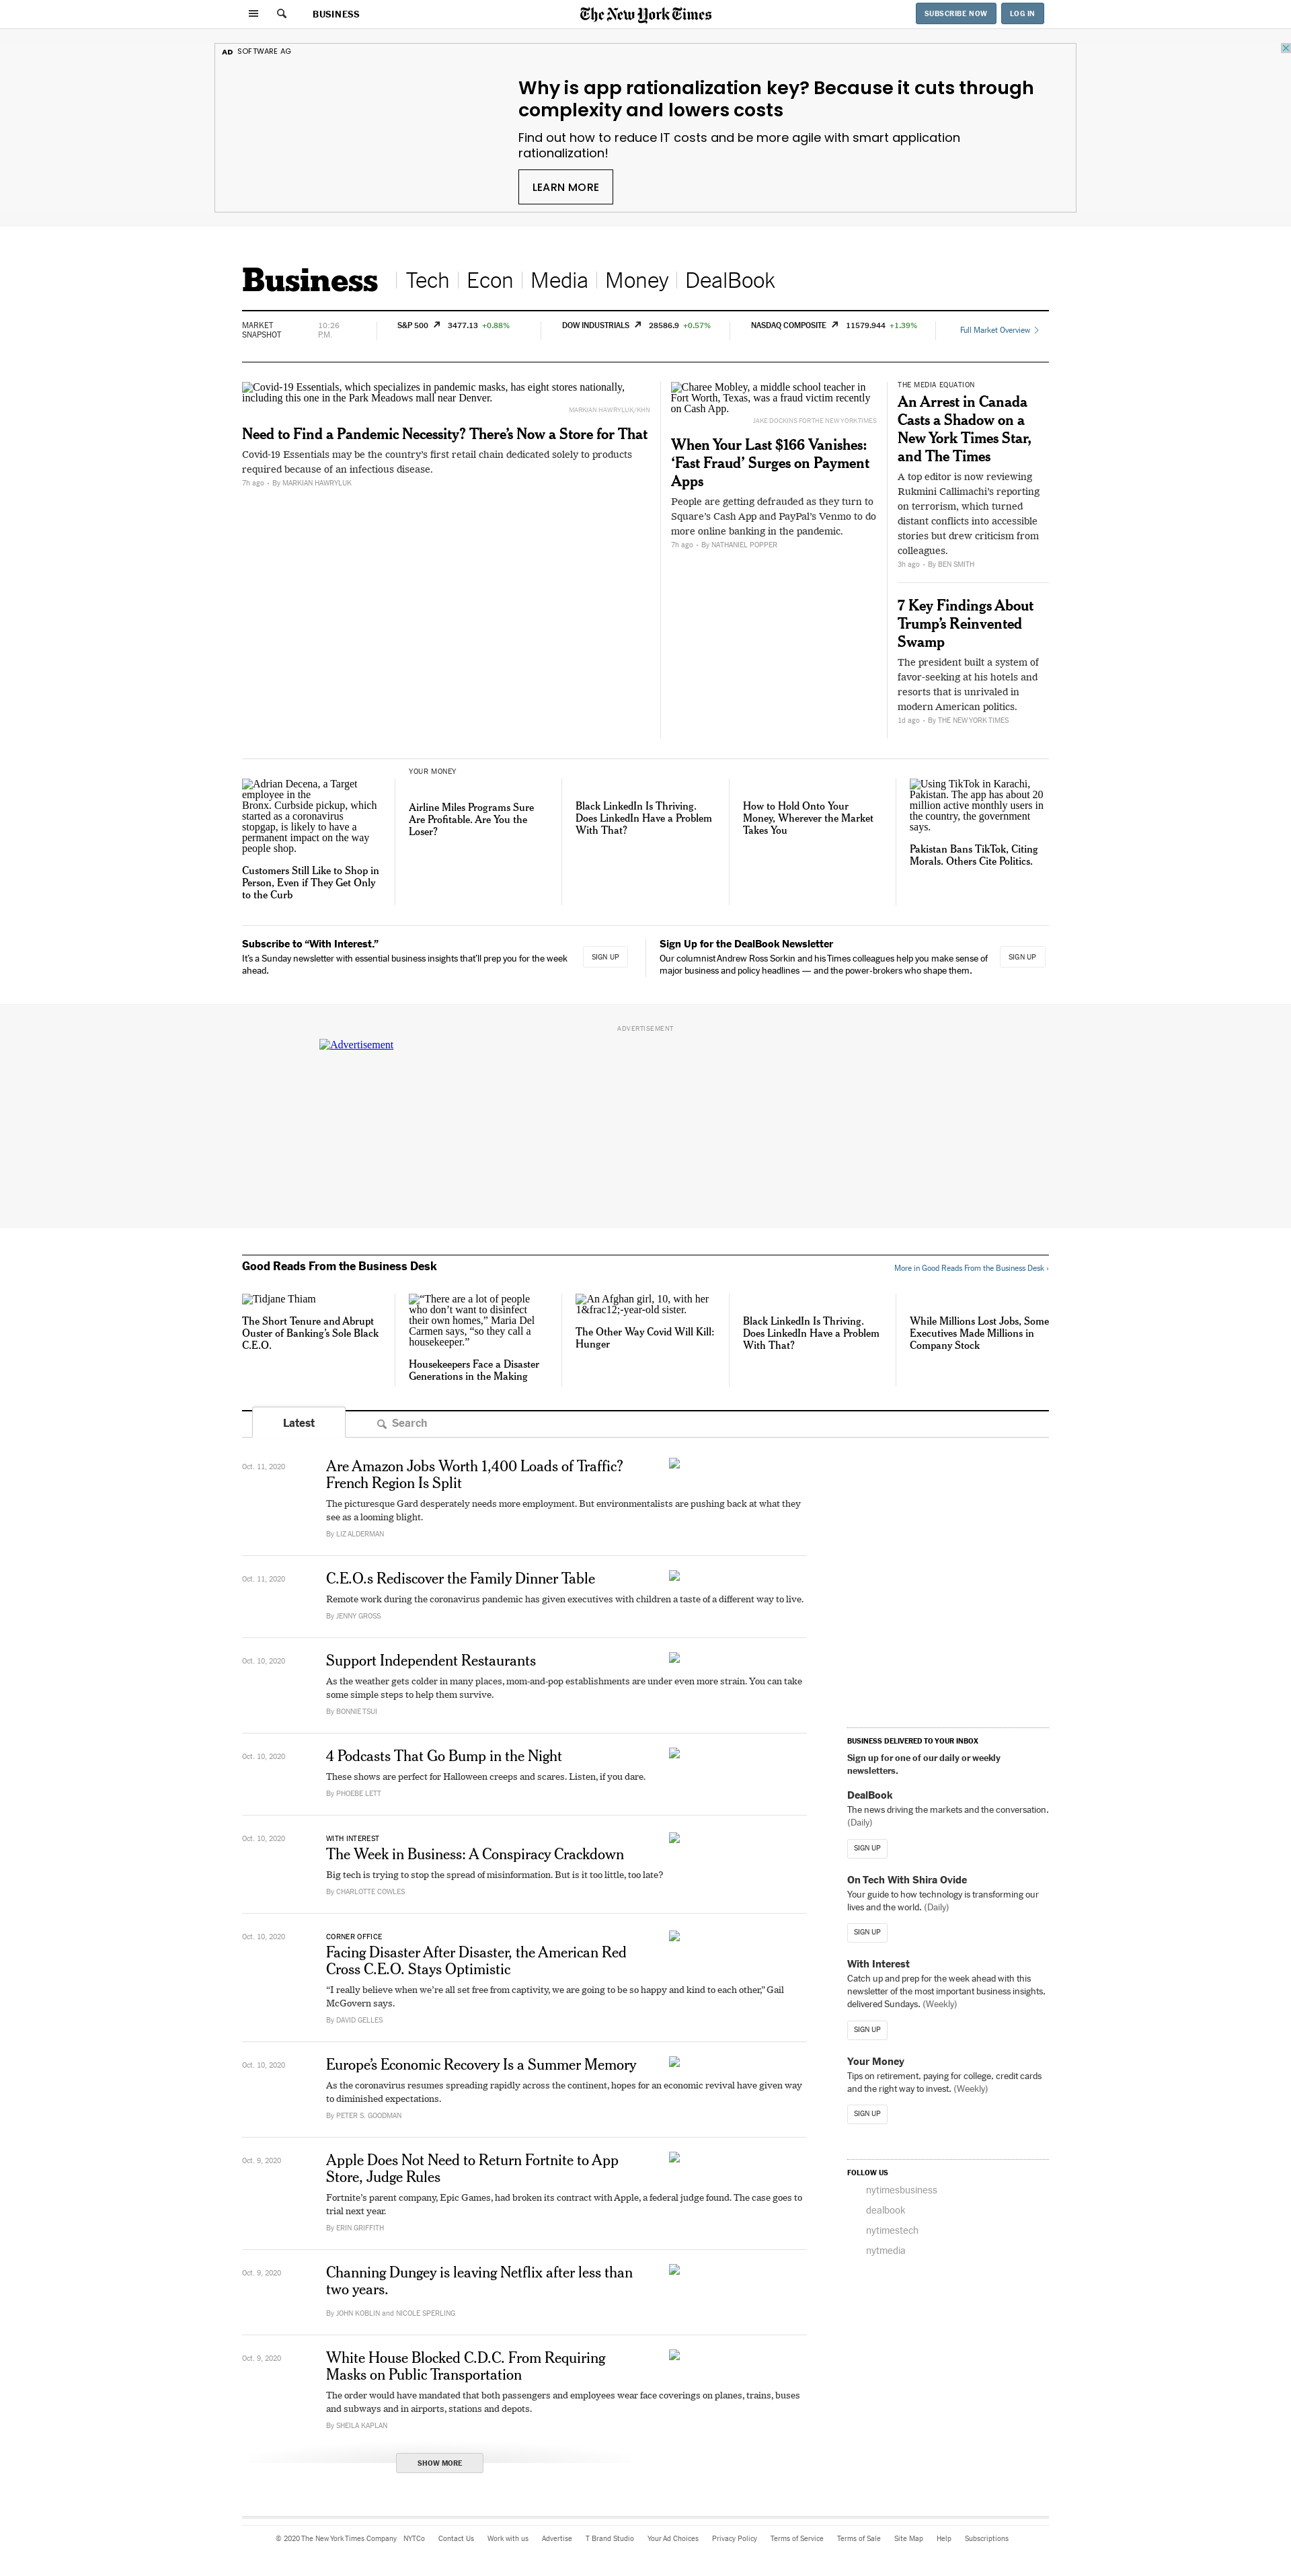 BUSINESS
The New York Times
SUBSCRIBE NOW
LOG IN
AD SOFTWARE AG
Why is app rationalization key? Because it cuts through
complexity and lowers costs
Find out how to reduce IT costs and be more agile with smart application
rationalization!
LEARN MORE
Business
Tech
Econ
Media
Money
DealBook
MARKET
SNAPSHOT
10:26
P.M.
S&P 500 3477.13 +0.88%
DOW INDUSTRIALS 28586.9 +0.57%
NASDAQ COMPOSITE 11579.944 +1.39%
Full Market Overview
Covid-19 Essentials, which specializes in pandemic masks, has eight stores nationally,
including this one in the Park Meadows mall near Denver.
MARKIAN HAWRYLUK/KHN
Need to Find a Pandemic Necessity? There’s Now a Store for That
Covid-19 Essentials may be the country’s first retail chain dedicated solely to products
required because of an infectious disease.
7h ago - By MARKIAN HAWRYLUK
Charee Mobley, a middle school teacher in
Fort Worth, Texas, was a fraud victim recently
on Cash App.
JAKE DOCKINS FOR THE NEW YORK TIMES
When Your Last $166 Vanishes:
‘Fast Fraud’ Surges on Payment
Apps
People are getting defrauded as they turn to
Square’s Cash App and PayPal’s Venmo to do
more online banking in the pandemic.
7h ago - By NATHANIEL POPPER
THE MEDIA EQUATION
An Arrest in Canada
Casts a Shadow on a
New York Times Star,
and The Times
A top editor is now reviewing
Rukmini Callimachi’s reporting
on terrorism, which turned
distant conflicts into accessible
stories but drew criticism from
colleagues.
3h ago - By BEN SMITH
7 Key Findings About
Trump’s Reinvented
Swamp
The president built a system of
favor-seeking at his hotels and
resorts that is unrivaled in
modern American politics.
1d ago - By THE NEW YORK TIMES
Adrian Decena, a Target
employee in the
Bronx. Curbside pickup, which
started as a coronavirus
stopgap, is likely to have a
permanent impact on the way
people shop.
Customers Still Like to Shop in
Person, Even if They Get Only
to the Curb
YOUR MONEY
Airline Miles Programs Sure
Are Profitable. Are You the
Loser?
Black LinkedIn Is Thriving.
Does LinkedIn Have a Problem
With That?
How to Hold Onto Your
Money, Wherever the Market
Takes You
Using TikTok in Karachi,
Pakistan. The app has about 20
million active monthly users in
the country, the government
says.
Pakistan Bans TikTok, Citing
Morals. Others Cite Politics.
Subscribe to “With Interest.”
It’s a Sunday newsletter with essential business insights that’ll prep you for the week
ahead.
SIGN UP
Sign Up for the DealBook Newsletter
Our columnist Andrew Ross Sorkin and his Times colleagues help you make sense of
major business and policy headlines — and the power-brokers who shape them.
SIGN UP
ADVERTISEMENT
Advertisement
Good Reads From the Business Desk
More in Good Reads From the Business Desk ›
Tidjane Thiam
The Short Tenure and Abrupt
Ouster of Banking’s Sole Black
C.E.O.
“There are a lot of people
who don’t want to disinfect
their own homes,” Maria Del
Carmen says, “so they call a
housekeeper.”
Housekeepers Face a Disaster
Generations in the Making
An Afghan girl, 10, with her
1&frac12;-year-old sister.
The Other Way Covid Will Kill:
Hunger
Black LinkedIn Is Thriving.
Does LinkedIn Have a Problem
With That?
While Millions Lost Jobs, Some
Executives Made Millions in
Company Stock
Latest
Search
Oct. 11, 2020
Are Amazon Jobs Worth 1,400 Loads of Traffic?
French Region Is Split
The picturesque Gard desperately needs more employment. But environmentalists are pushing back at what they
see as a looming blight.
By LIZ ALDERMAN
Oct. 11, 2020
C.E.O.s Rediscover the Family Dinner Table
Remote work during the coronavirus pandemic has given executives with children a taste of a different way to live.
By JENNY GROSS
Oct. 10, 2020
Support Independent Restaurants
As the weather gets colder in many places, mom-and-pop establishments are under even more strain. You can take
some simple steps to help them survive.
By BONNIE TSUI
Oct. 10, 2020
4 Podcasts That Go Bump in the Night
These shows are perfect for Halloween creeps and scares. Listen, if you dare.
By PHOEBE LETT
Oct. 10, 2020
WITH INTEREST
The Week in Business: A Conspiracy Crackdown
Big tech is trying to stop the spread of misinformation. But is it too little, too late?
By CHARLOTTE COWLES
Oct. 10, 2020
CORNER OFFICE
Facing Disaster After Disaster, the American Red
Cross C.E.O. Stays Optimistic
“I really believe when we’re all set free from captivity, we are going to be so happy and kind to each other,” Gail
McGovern says.
By DAVID GELLES
Oct. 10, 2020
Europe’s Economic Recovery Is a Summer Memory
As the coronavirus resumes spreading rapidly across the continent, hopes for an economic revival have given way
to diminished expectations.
By PETER S. GOODMAN
Oct. 9, 2020
Apple Does Not Need to Return Fortnite to App
Store, Judge Rules
Fortnite’s parent company, Epic Games, had broken its contract with Apple, a federal judge found. The case goes to
trial next year.
By ERIN GRIFFITH
Oct. 9, 2020
Channing Dungey is leaving Netflix after less than
two years.
By JOHN KOBLIN and NICOLE SPERLING
Oct. 9, 2020
White House Blocked C.D.C. From Requiring
Masks on Public Transportation
The order would have mandated that both passengers and employees wear face coverings on planes, trains, buses
and subways and in airports, stations and depots.
By SHEILA KAPLAN
SHOW MORE
BUSINESS DELIVERED TO YOUR INBOX
Sign up for one of our daily or weekly
newsletters.
DealBook
The news driving the markets and the conversation.
(Daily)
SIGN UP
On Tech With Shira Ovide
Your guide to how technology is transforming our
lives and the world. (Daily)
SIGN UP
With Interest
Catch up and prep for the week ahead with this
newsletter of the most important business insights,
delivered Sundays. (Weekly)
SIGN UP
Your Money
Tips on retirement, paying for college, credit cards
and the right way to invest. (Weekly)
SIGN UP
FOLLOW US
nytimesbusiness
dealbook
nytimestech
nytmedia
© 2020 The New York Times Company NYTCo Contact Us Work with us Advertise T Brand Studio Your Ad Choices Privacy Policy Terms of Service Terms of Sale Site Map Help Subscriptions